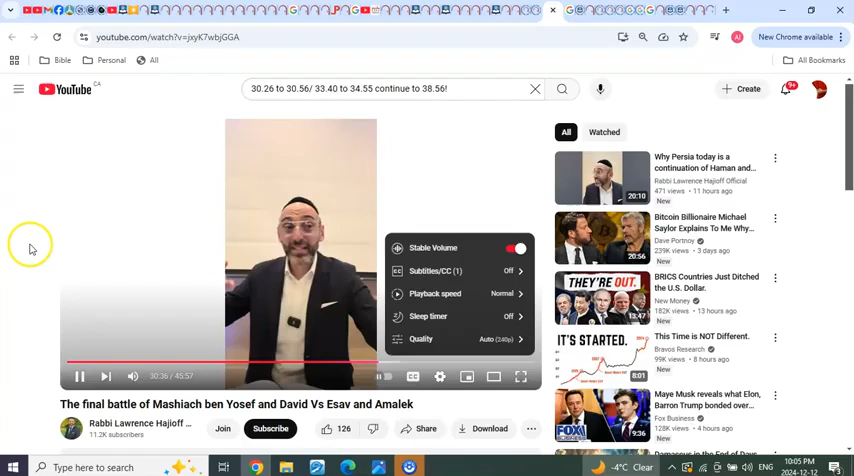 youtube.com/watch?v=jxyK7wbjGGA
New Chrome available
Bible
Personal
All
All Bookmarks
YouTube CA
30.26 to 30.56/ 33.40 to 34.55 continue to 38.56!
Create
9+
All
Watched
Stable Volume
Subtitles/CC (1) Off
Playback speed Normal
Sleep timer Off
Quality Auto (240p)
30:36 / 45:57
The final battle of Mashiach ben Yosef and David Vs Esav and Amalek
Rabbi Lawrence Hajioff ...
11.2K subscribers
Join
Subscribe
126
Share
Download
20:10
Why Persia today is a
continuation of Haman and...
Rabbi Lawrence Hajioff Official
471 views • 11 hours ago
New
20:56
Bitcoin Billionaire Michael
Saylor Explains To Me Why...
Dave Portnoy
239K views • 3 days ago
THEY'RE OUT.
13:47
BRICS Countries Just Ditched
the U.S. Dollar.
New Money
182K views • 13 hours ago
New
IT'S STARTED.
8:01
This Time is NOT Different.
Bravos Research
99K views • 8 hours ago
New
FOX
9:36
Maye Musk reveals what Elon,
Barron Trump bonded over...
Fox Business
128K views • 4 hours ago
New
Damascus in the End of Days
Type here to search
-4°C Clear
10:05 PM
2024-12-12